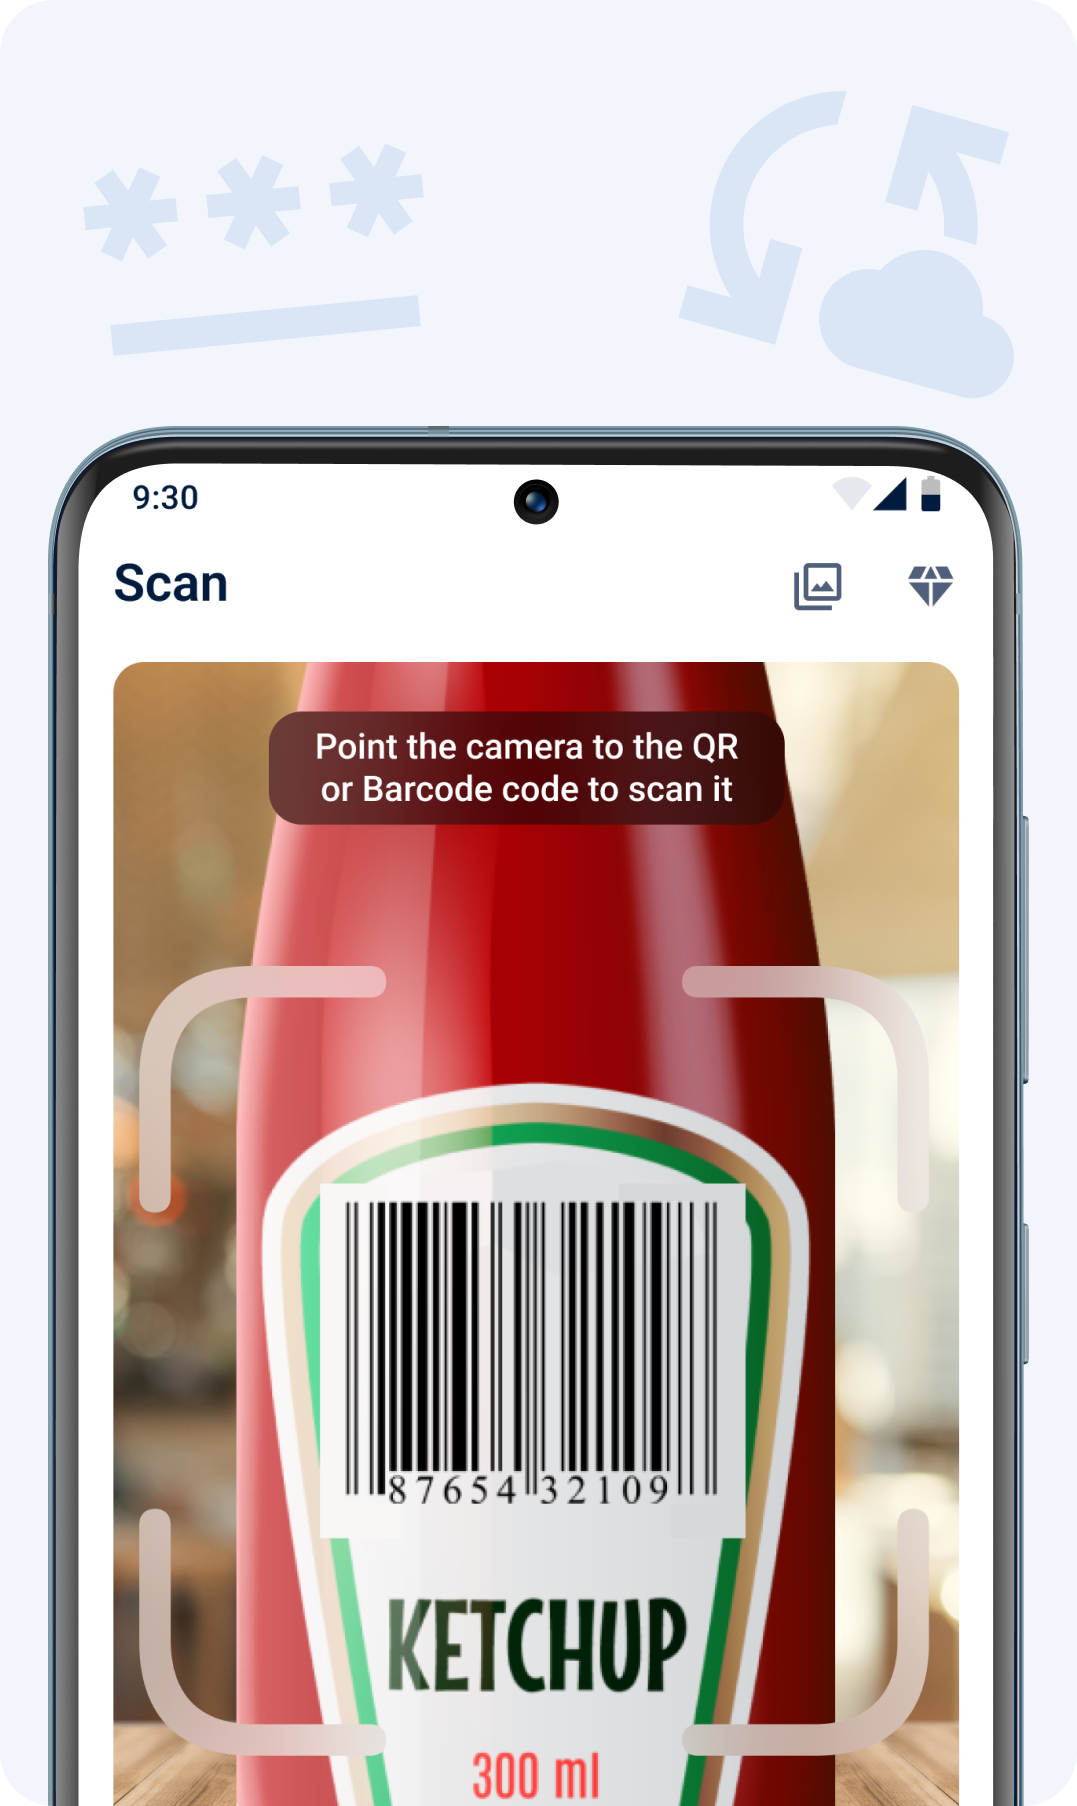 ***
9:30
Scan
Point the camera to the QR
or Barcode code to scan it
87654 32109
KETCHUP
300 ml